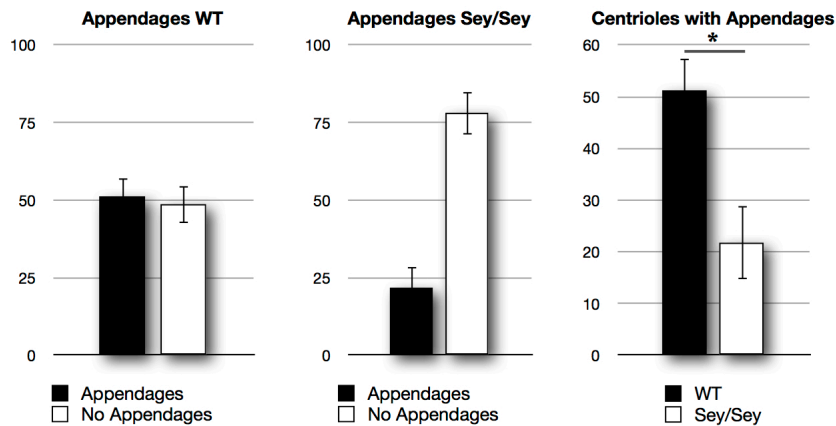 Appendages WT
100
75
50
25
0
Appendages
No Appendages
Appendages Sey/Sey
100
75
50
25
0
Appendages
No Appendages
Centrioles with Appendages
60
50
40
30
20
10
0
*
WT
Sey/Sey